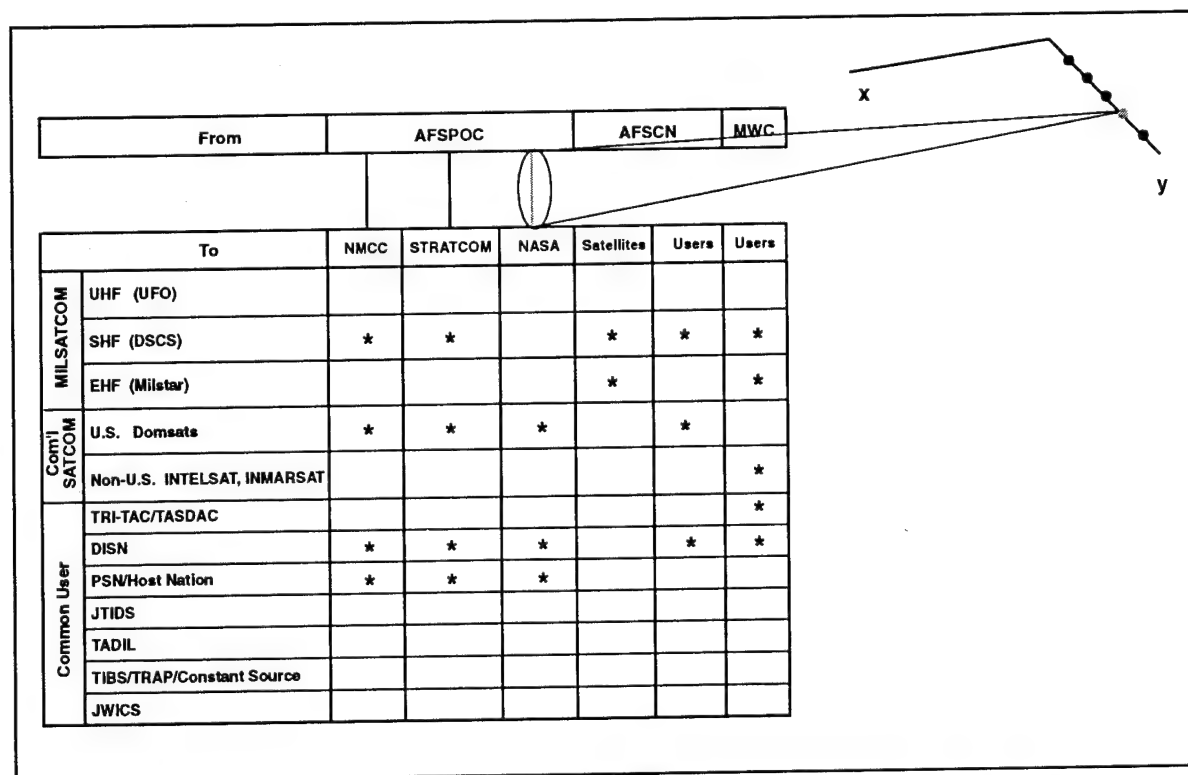 x
y
From AFSPOC AFSCN MWC
To NMCC STRATCOM NASA Satellites Users Users
MILSATCOM
UHF (UFO)
SHF (DSCS) * * * * *
EHF (Milstar) * *
Com'l
SATCOM
U.S. Domsats * * * *
Non-U.S. INTELSAT, INMARSAT *
Common User
TRI-TAC/TASDAC *
DISN * * * * *
PSN/Host Nation * * *
JTIDS
TADIL
TIBS/TRAP/Constant Source
JWICS